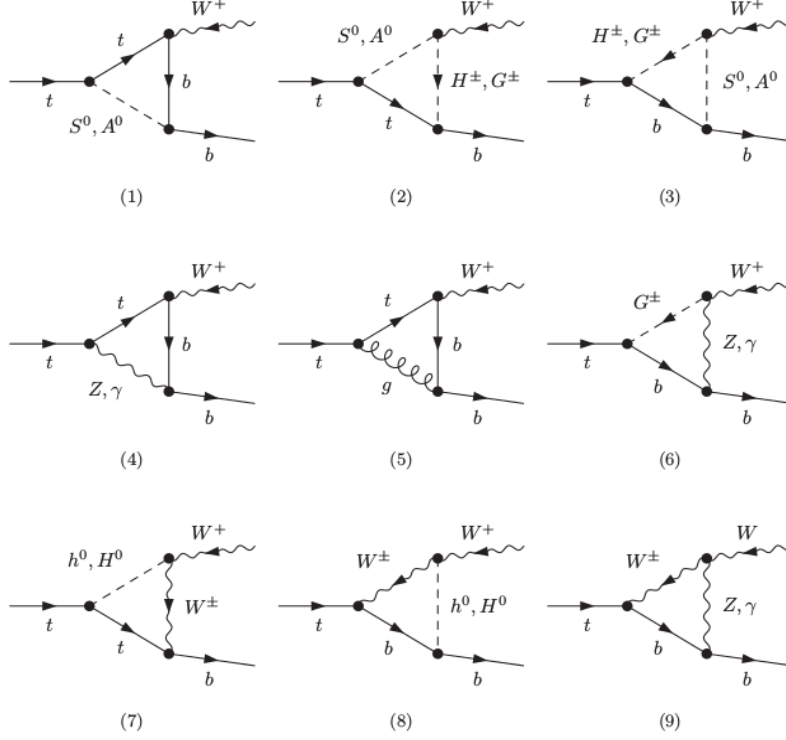 W⁺ W⁺ W⁺
t S⁰, A⁰ H±, G±
b H±, G± S⁰, A⁰
t t t
S⁰, A⁰ t b
b b b
(1) (2) (3)
W⁺ W⁺ W⁺
t t G±
b b Z, γ
t t t
Z, γ g b
b b b
(4) (5) (6)
W⁺ W⁺ W
h⁰, H⁰ W± W±
W± h⁰, H⁰ Z, γ
t t t
t b b
b b b
(7) (8) (9)